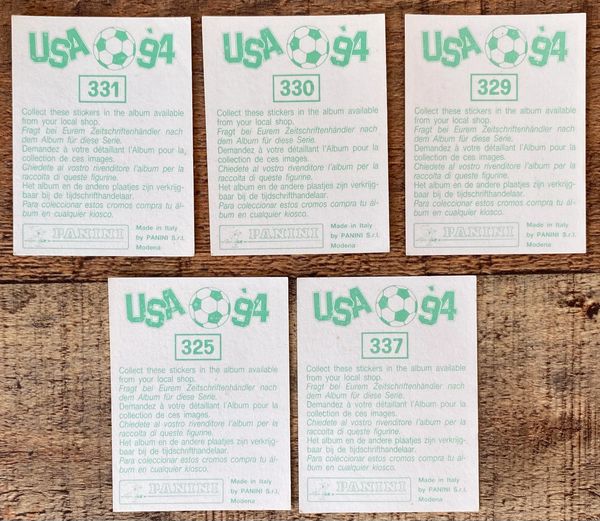 USA '94
331
Collect these stickers in the album available
from your local shop.
Fragt bei Eurem Zeitschriftenhändler nach
dem Album für diese Serie.
Demandez à votre détaillant l'Album pour la
collection de ces images.
Chiedete al vostro rivenditore l'album per la
raccolta di queste figurine.
Het album en de andere plaatjes zijn verkrijg-
baar bij de tijdschrifthandelaar.
Para coleccionar estos cromos compra tu ál-
bum en cualquier kiosco.
PANINI
Made in Italy
by PANINI S.r.l.
Modena
USA '94
330
Collect these stickers in the album available
from your local shop.
Fragt bei Eurem Zeitschriftenhändler nach
dem Album für diese Serie.
Demandez à votre détaillant l'Album pour la
collection de ces images.
Chiedete al vostro rivenditore l'album per la
raccolta di queste figurine.
Het album en de andere plaatjes zijn verkrijg-
baar bij de tijdschrifthandelaar.
Para coleccionar estos cromos compra tu ál-
bum en cualquier kiosco.
PANINI
Made in Italy
by PANINI S.r.l.
Modena
USA '94
329
Collect these stickers in the album available
from your local shop.
Fragt bei Eurem Zeitschriftenhändler nach
dem Album für diese Serie.
Demandez à votre détaillant l'Album pour la
collection de ces images.
Chiedete al vostro rivenditore l'album per la
raccolta di queste figurine.
Het album en de andere plaatjes zijn verkrijg-
baar bij de tijdschrifthandelaar.
Para coleccionar estos cromos compra tu ál-
bum en cualquier kiosco.
PANINI
Made in Italy
by PANINI S.r.l.
Modena
USA '94
325
Collect these stickers in the album available
from your local shop.
Fragt bei Eurem Zeitschriftenhändler nach
dem Album für diese Serie.
Demandez à votre détaillant l'Album pour la
collection de ces images.
Chiedete al vostro rivenditore l'album per la
raccolta di queste figurine.
Het album en de andere plaatjes zijn verkrijg-
baar bij de tijdschrifthandelaar.
Para coleccionar estos cromos compra tu ál-
bum en cualquier kiosco.
PANINI
Made in Italy
by PANINI S.r.l.
Modena
USA '94
337
Collect these stickers in the album available
from your local shop.
Fragt bei Eurem Zeitschriftenhändler nach
dem Album für diese Serie.
Demandez à votre détaillant l'Album pour la
collection de ces images.
Chiedete al vostro rivenditore l'album per la
raccolta di queste figurine.
Het album en de andere plaatjes zijn verkrijg-
baar bij de tijdschrifthandelaar.
Para coleccionar estos cromos compra tu ál-
bum en cualquier kiosco.
PANINI
Made in Italy
by PANINI S.r.l.
Modena